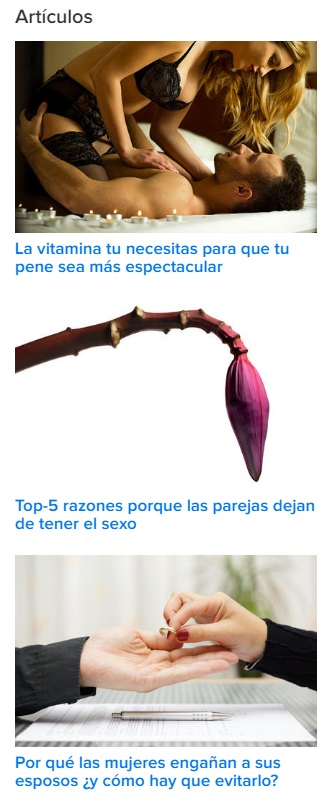 Artículos
La vitamina tu necesitas para que tu
pene sea más espectacular
Top-5 razones porque las parejas dejan
de tener el sexo
Por qué las mujeres engañan a sus
esposos ¿y cómo hay que evitarlo?